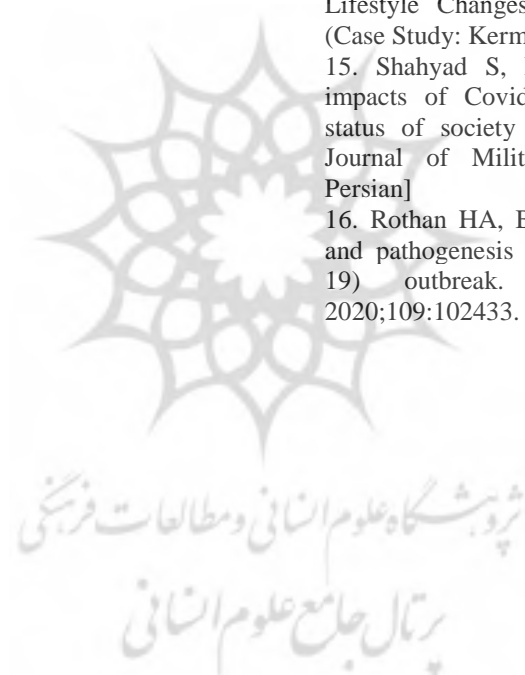 Lifestyle Changes
(Case Study: Kerm
15. Shahyad S,
impacts of Covid
status of society
Journal of Milit
Persian]
16. Rothan HA, E
and pathogenesis
19) outbreak.
2020;109:102433.
پژوهشگاه علوم انسانی و مطالعات فرهنگی
پرتال جامع علوم انسانی